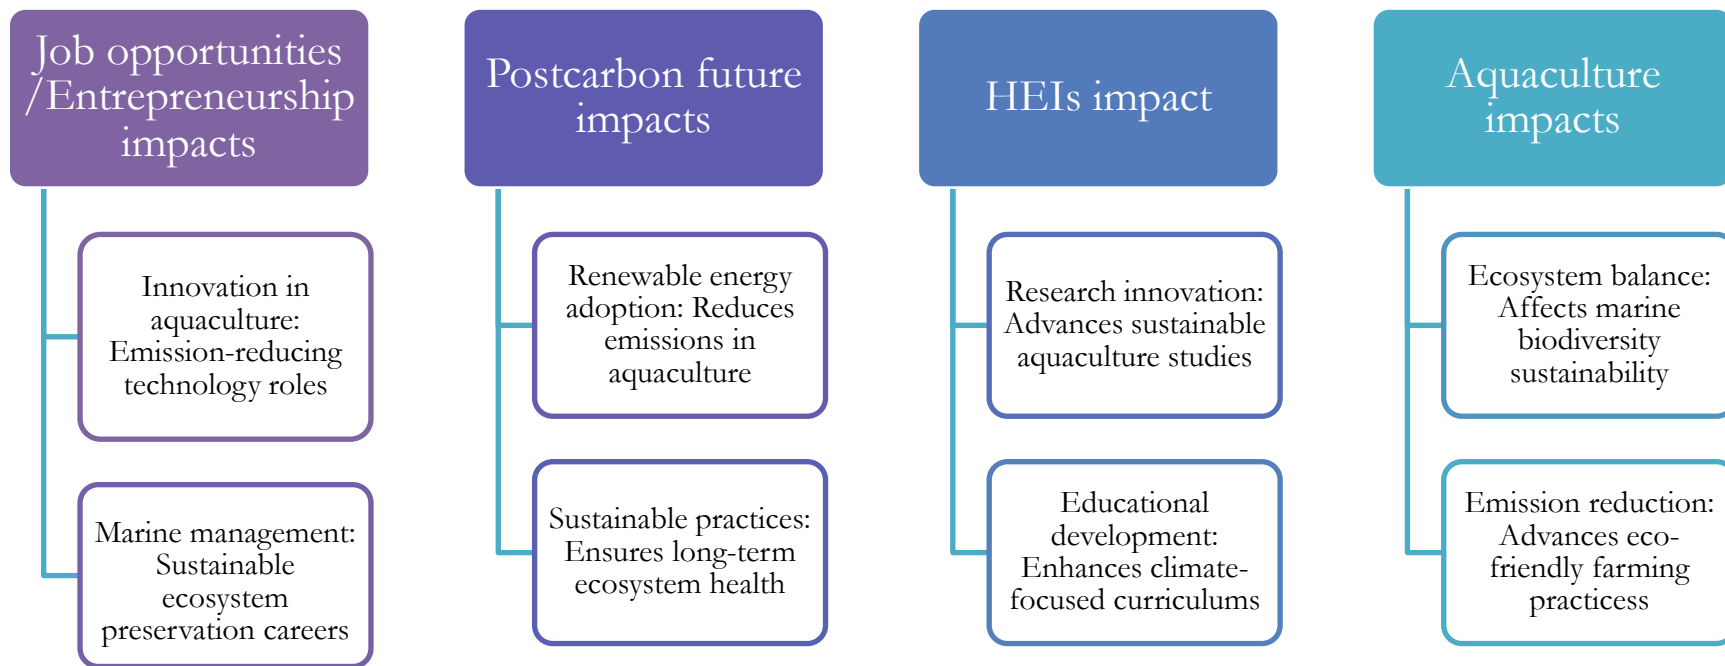 Job opportunities
/Entrepreneurship
impacts
Innovation in
aquaculture:
Emission-reducing
technology roles
Marine management:
Sustainable
ecosystem
preservation careers
Postcarbon future
impacts
Renewable energy
adoption: Reduces
emissions in
aquaculture
Sustainable practices:
Ensures long-term
ecosystem health
HEIs impact
Research innovation:
Advances sustainable
aquaculture studies
Educational
development:
Enhances climate-
focused curriculums
Aquaculture
impacts
Ecosystem balance:
Affects marine
biodiversity
sustainability
Emission reduction:
Advances eco-
friendly farming
practicess